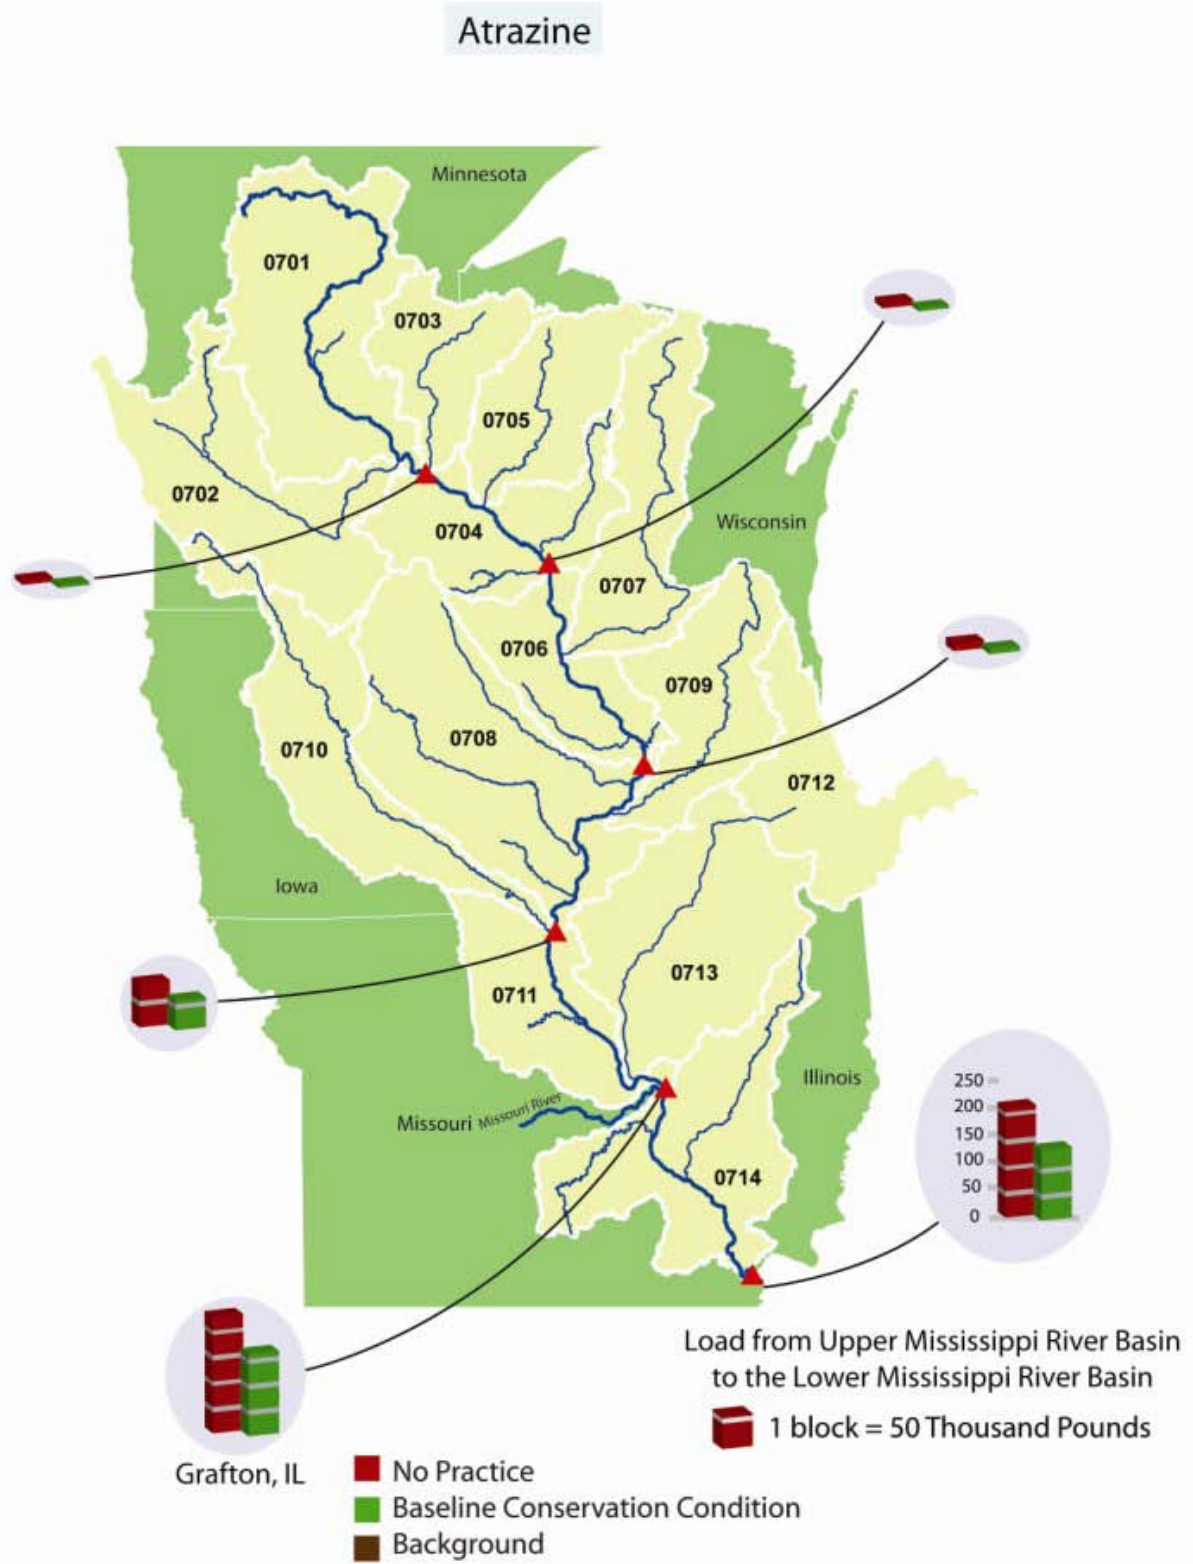 Atrazine
Minnesota
0701
0703
0705
0702
0704
Wisconsin
0707
0706
0709
0710
0708
0712
Iowa
0713
0711
Illinois
Missouri
Missouri River
0714
250
200
150
100
50
0
Load from Upper Mississippi River Basin
to the Lower Mississippi River Basin
1 block = 50 Thousand Pounds
Grafton, IL
No Practice
Baseline Conservation Condition
Background